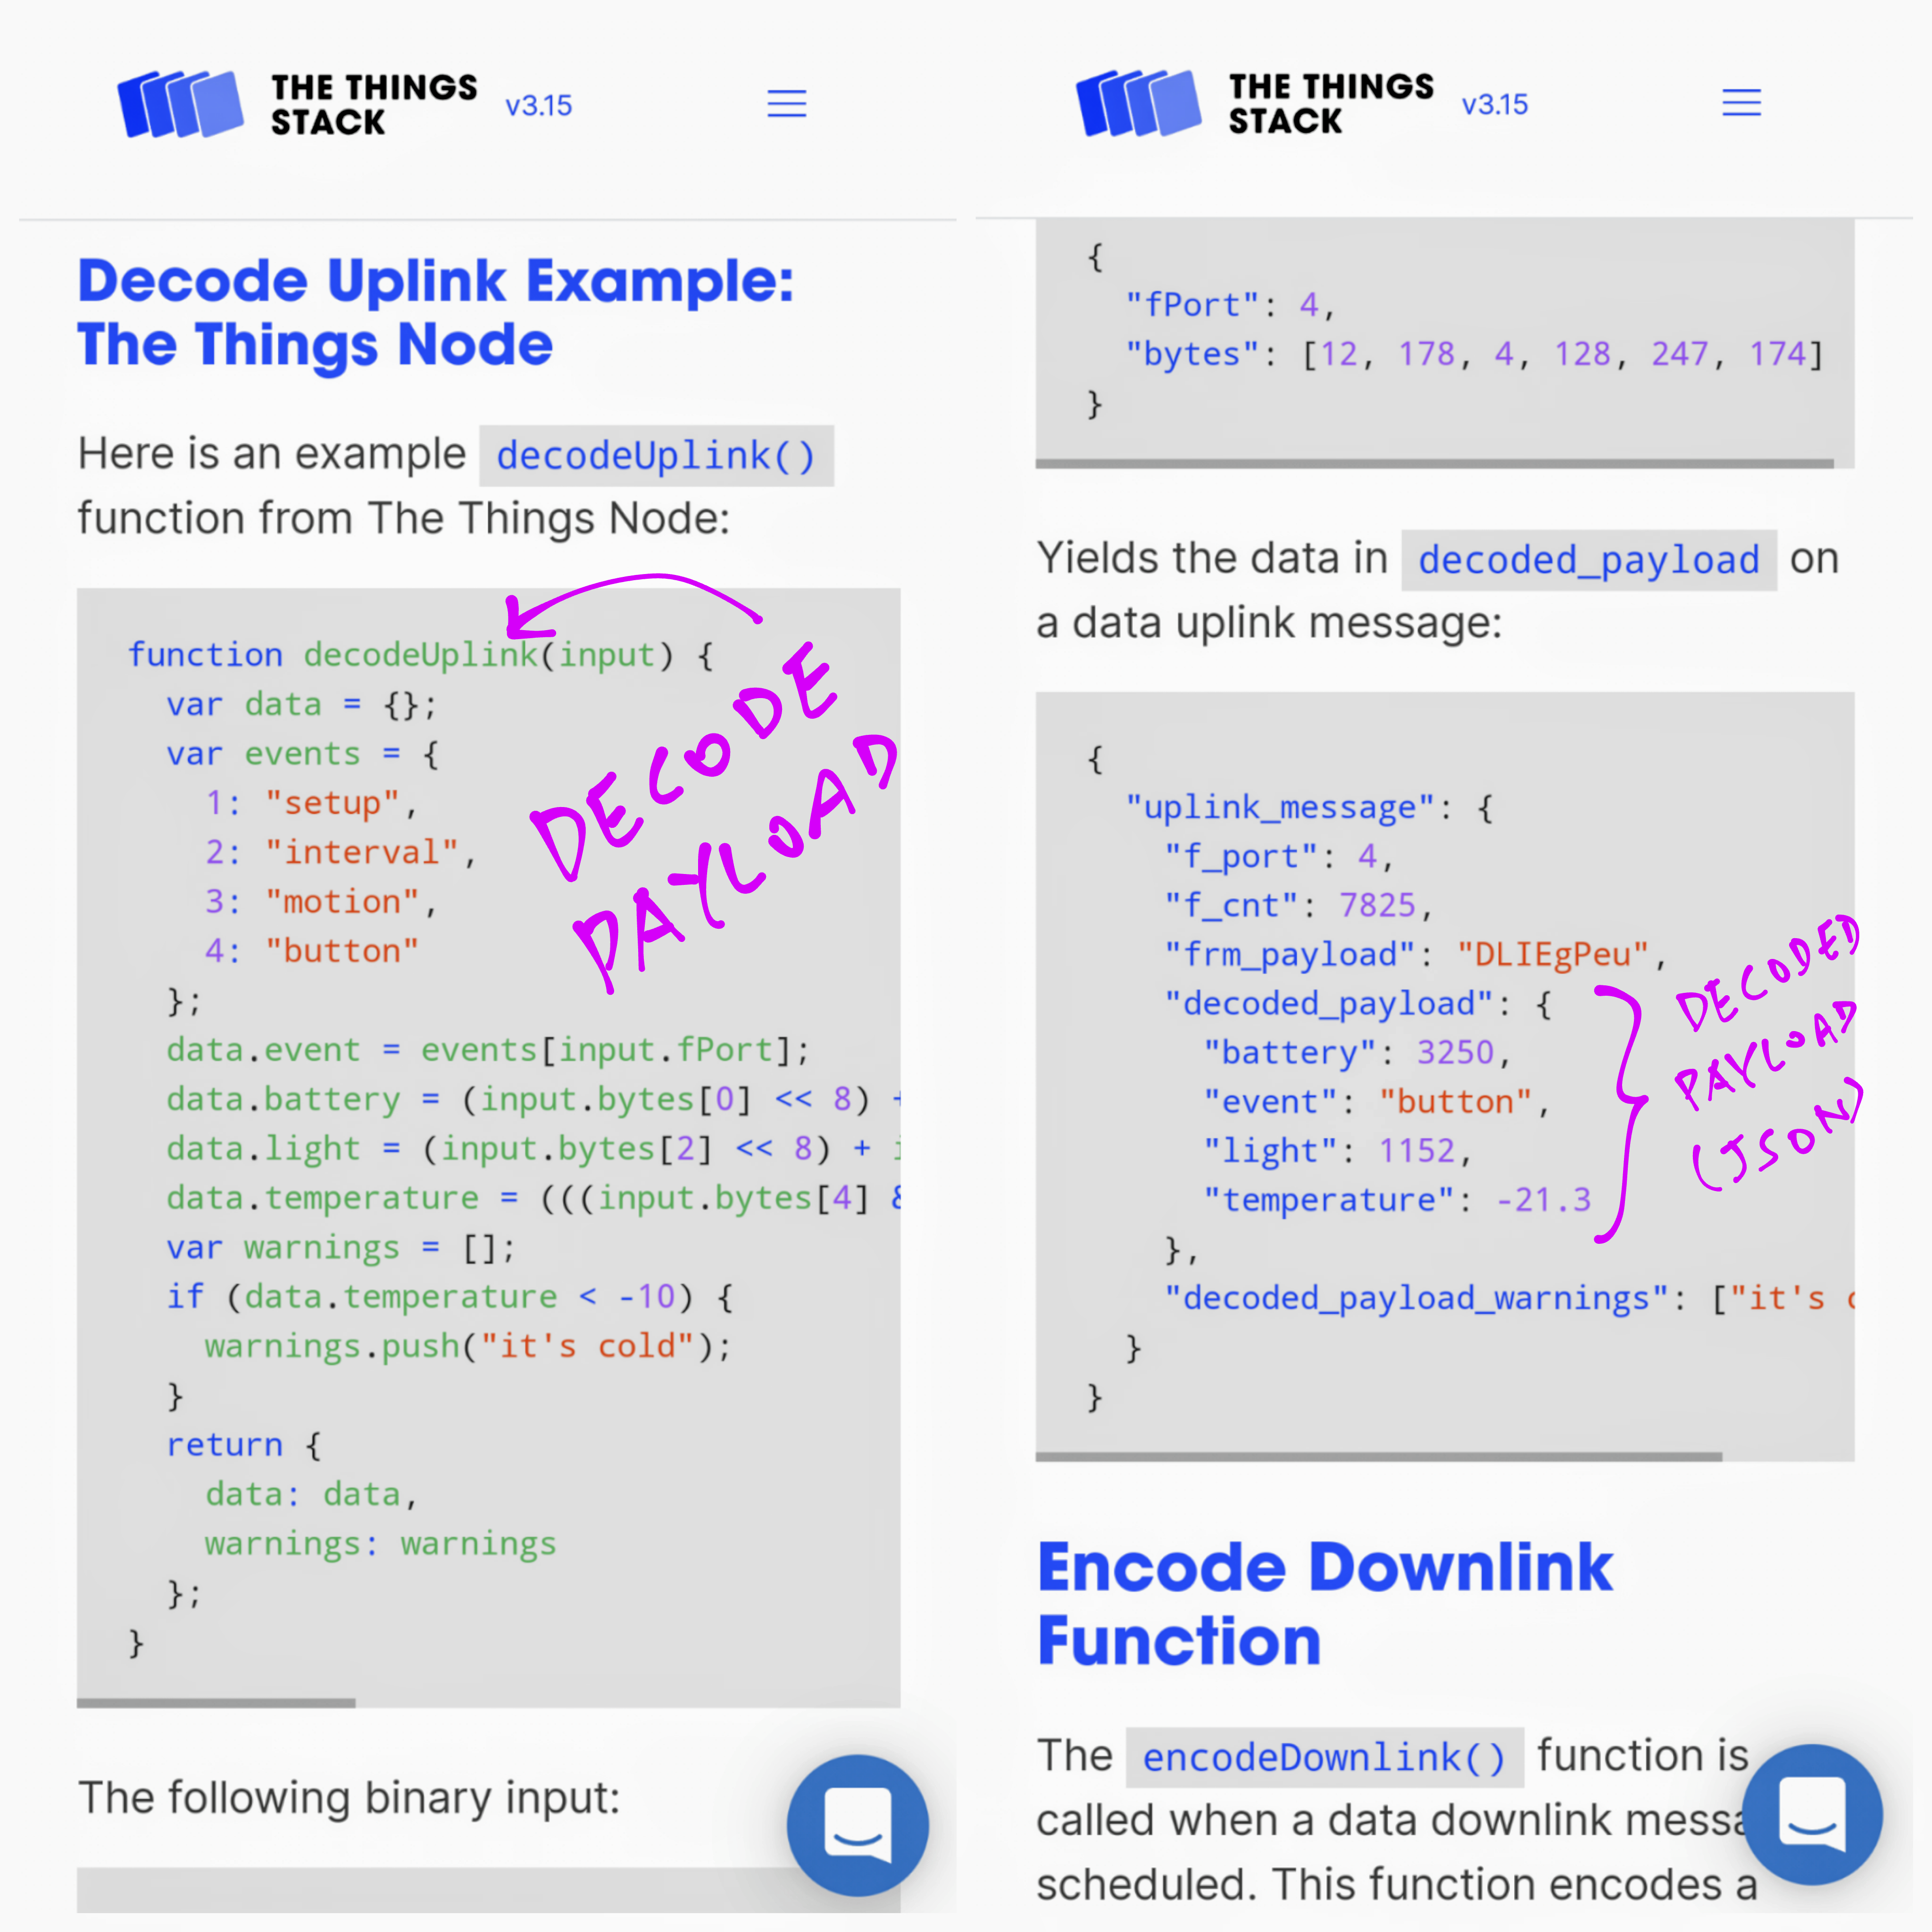 THE THINGS
STACK
v3.15
Decode Uplink Example:
The Things Node
Here is an example decodeUplink()
function from The Things Node:
function decodeUplink(input) {
var data = {};
var events = {
1: "setup",
2: "interval",
3: "motion",
4: "button"
};
data.event = events[input.fPort];
data.battery = (input.bytes[0] << 8) +
data.light = (input.bytes[2] << 8) + i
data.temperature = (((input.bytes[4] &
var warnings = [];
if (data.temperature < -10) {
warnings.push("it's cold");
}
return {
data: data,
warnings: warnings
};
}
DECODE
PAYLOAD
The following binary input:
THE THINGS
STACK
v3.15
{
"fPort": 4,
"bytes": [12, 178, 4, 128, 247, 174]
}
Yields the data in decoded_payload on
a data uplink message:
{
"uplink_message": {
"f_port": 4,
"f_cnt": 7825,
"frm_payload": "DLIEgPeu",
"decoded_payload": {
"battery": 3250,
"event": "button",
"light": 1152,
"temperature": -21.3
},
"decoded_payload_warnings": ["it's c
}
}
DECODED
PAYLOAD
(JSON)
Encode Downlink
Function
The encodeDownlink() function is
called when a data downlink messa
scheduled. This function encodes a